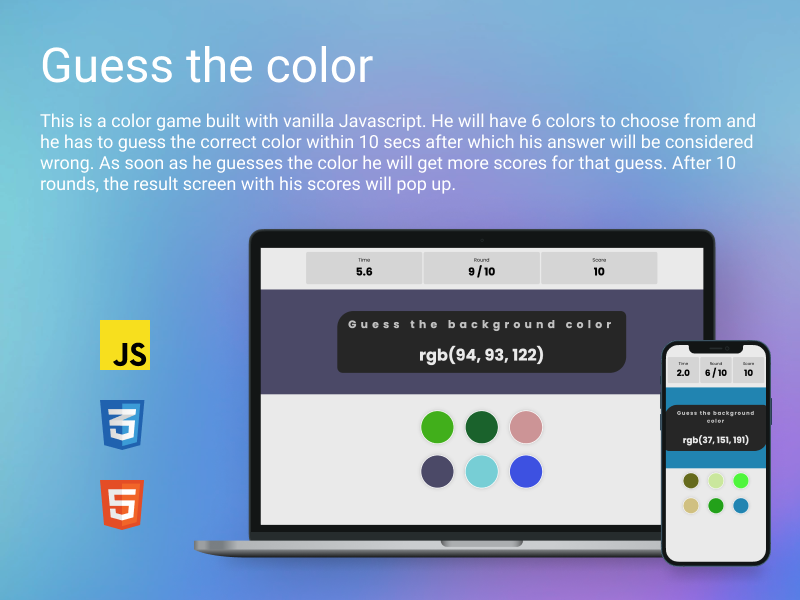 Guess the color
This is a color game built with vanilla Javascript. He will have 6 colors to choose from and
he has to guess the correct color within 10 secs after which his answer will be considered
wrong. As soon as he guesses the color he will get more scores for that guess. After 10
rounds, the result screen with his scores will pop up.
Time Round Score
5.6 9 / 10 10
Guess the background color
rgb(94, 93, 122)
JS
Time Round Score
2.0 6 / 10 10
Guess the background
color
rgb(37, 151, 191)
3
5